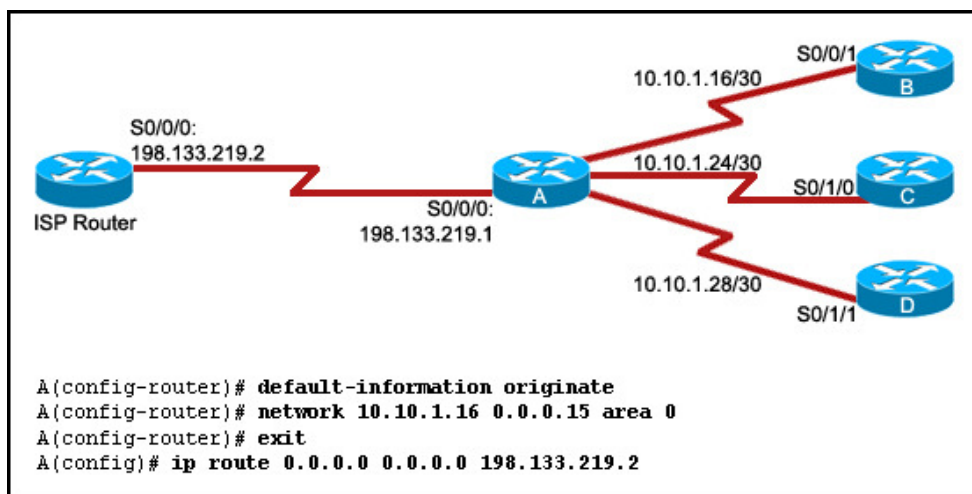 S0/0/1
B
10.10.1.16/30
S0/0/0:
198.133.219.2
10.10.1.24/30
A
S0/1/0
C
ISP Router
S0/0/0:
198.133.219.1
10.10.1.28/30
D
S0/1/1
A(config-router)# default-information originate
A(config-router)# network 10.10.1.16 0.0.0.15 area 0
A(config-router)# exit
A(config)# ip route 0.0.0.0 0.0.0.0 198.133.219.2